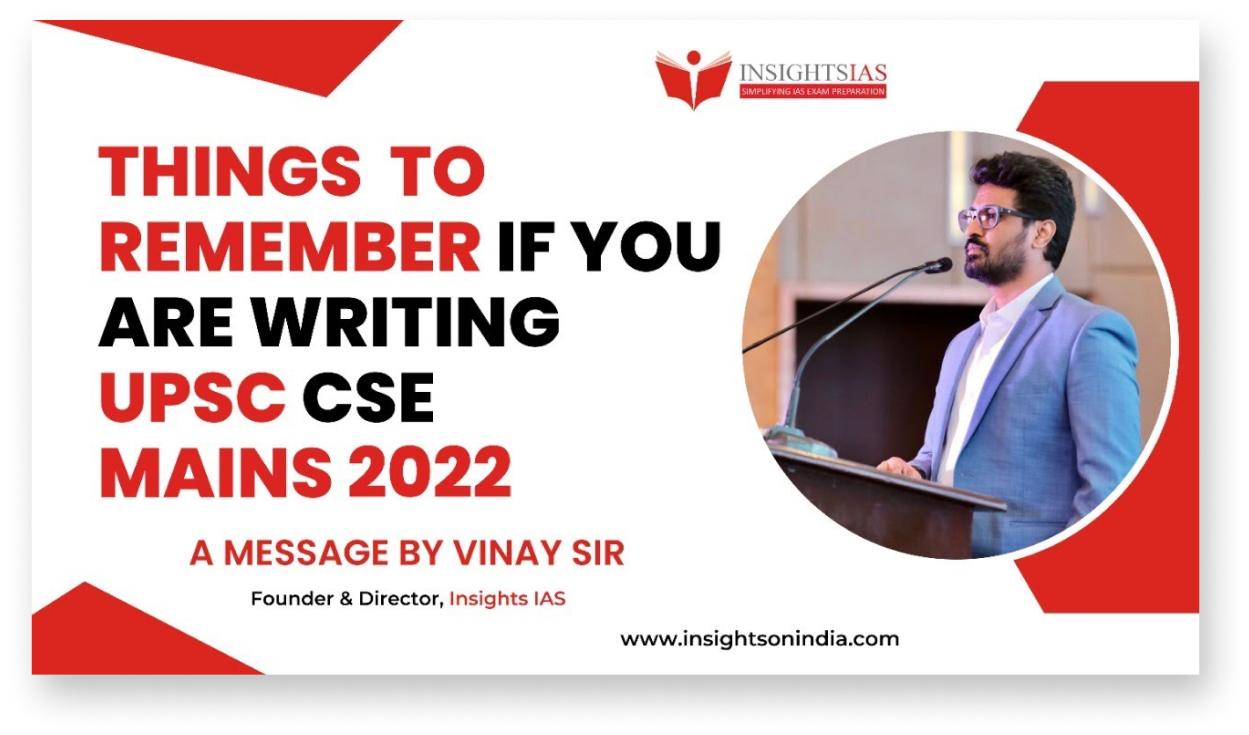 INSIGHTSIAS
SIMPLIFYING IAS EXAM PREPARATION
THINGS TO
REMEMBER IF YOU
ARE WRITING
UPSC CSE
MAINS 2022
A MESSAGE BY VINAY SIR
Founder & Director, Insights IAS
www.insightsonindia.com